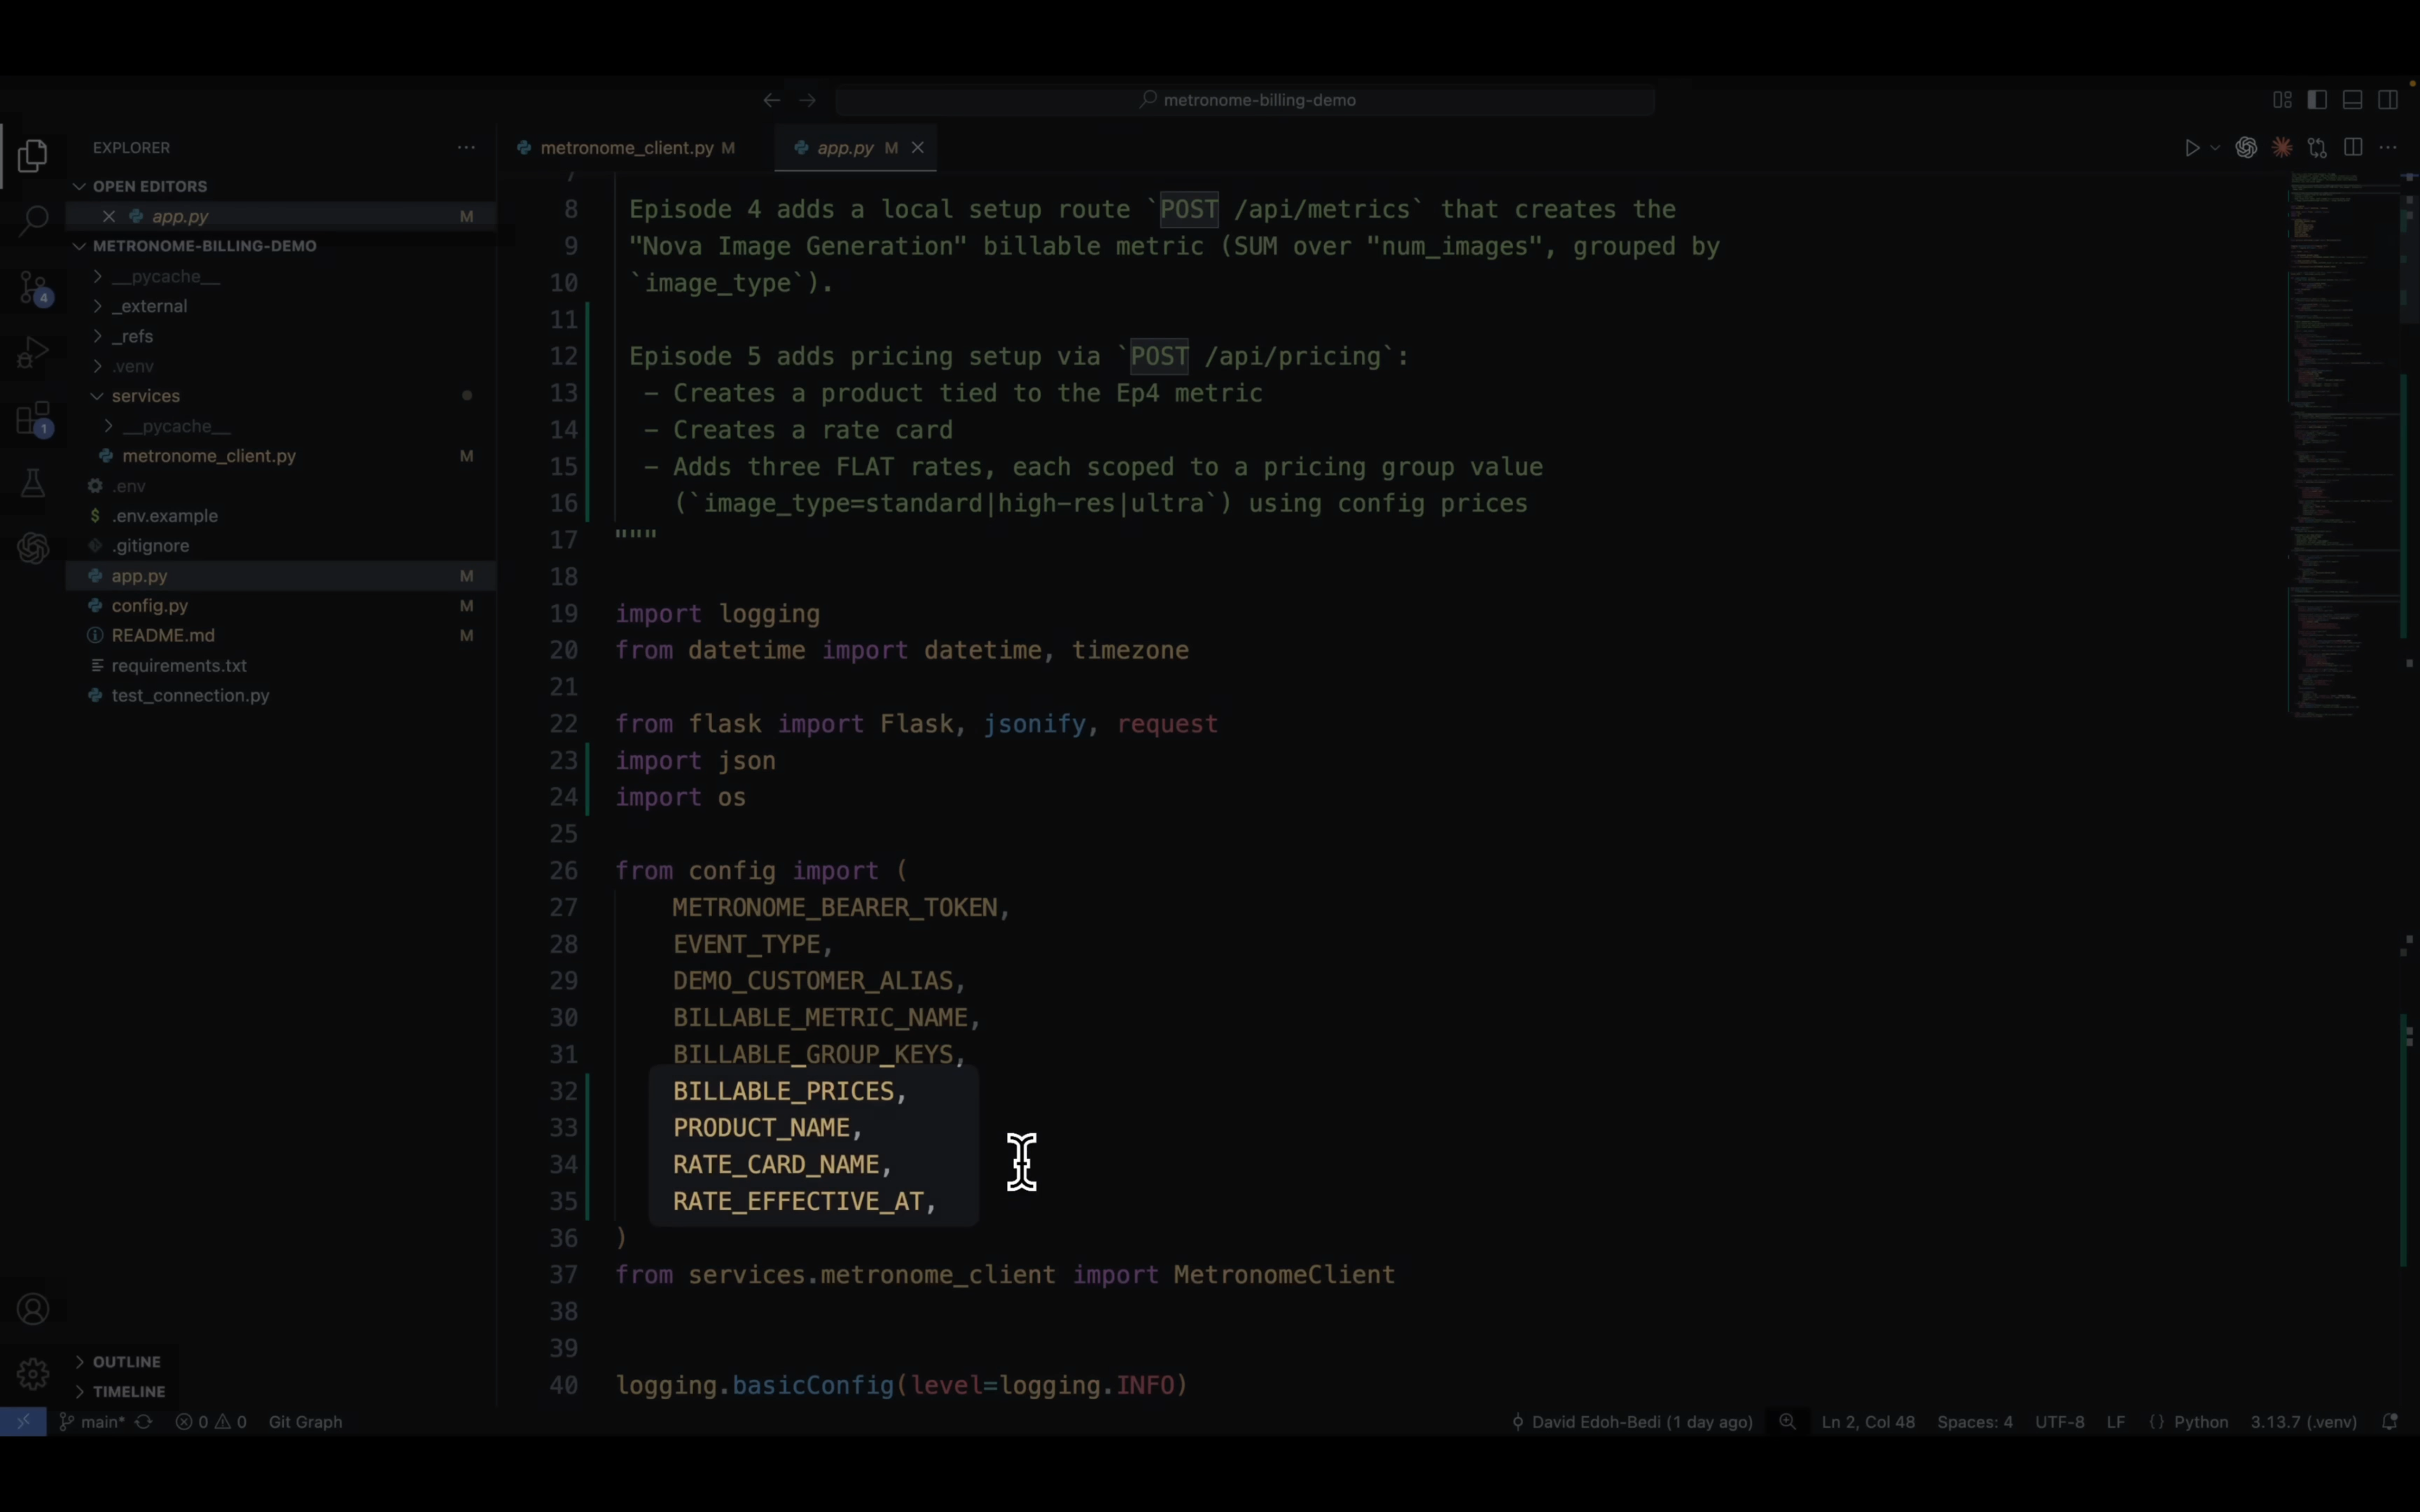 metronome-billing-demo
EXPLORER
OPEN EDITORS
app.py M
METRONOME-BILLING-DEMO
__pycache__
_external
_refs
.venv
services
__pycache__
metronome_client.py M
.env
$ .env.example
.gitignore
app.py M
config.py M
README.md M
requirements.txt
test_connection.py
OUTLINE
TIMELINE
4
1
metronome_client.py M
app.py M
7
8 Episode 4 adds a local setup route `POST /api/metrics` that creates the
9 "Nova Image Generation" billable metric (SUM over "num_images", grouped by
10 `image_type`).
11
12 Episode 5 adds pricing setup via `POST /api/pricing`:
13 - Creates a product tied to the Ep4 metric
14 - Creates a rate card
15 - Adds three FLAT rates, each scoped to a pricing group value
16 (`image_type=standard|high-res|ultra`) using config prices
17 """
18
19 import logging
20 from datetime import datetime, timezone
21
22 from flask import Flask, jsonify, request
23 import json
24 import os
25
26 from config import (
27 METRONOME_BEARER_TOKEN,
28 EVENT_TYPE,
29 DEMO_CUSTOMER_ALIAS,
30 BILLABLE_METRIC_NAME,
31 BILLABLE_GROUP_KEYS,
32 BILLABLE_PRICES,
33 PRODUCT_NAME,
34 RATE_CARD_NAME,
35 RATE_EFFECTIVE_AT,
36 )
37 from services.metronome_client import MetronomeClient
38
39
40 logging.basicConfig(level=logging.INFO)
main* 0 0 Git Graph David Edoh-Bedi (1 day ago) Ln 2, Col 48 Spaces: 4 UTF-8 LF {} Python 3.13.7 (.venv)